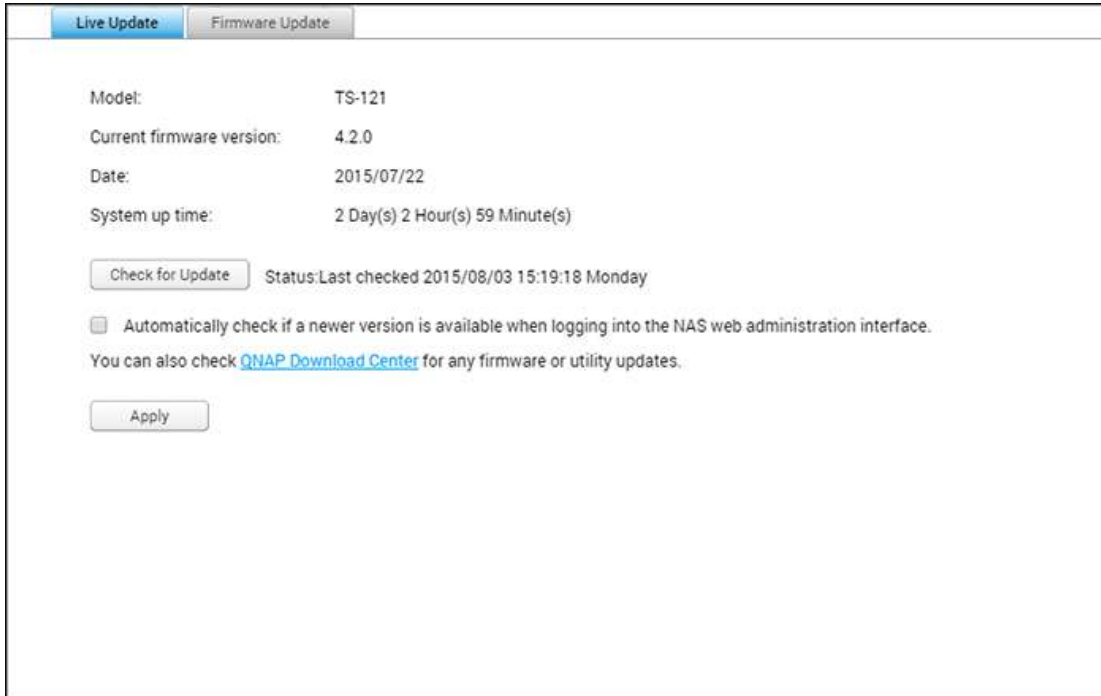 Live Update Firmware Update
Model: TS-121
Current firmware version: 4.2.0
Date: 2015/07/22
System up time: 2 Day(s) 2 Hour(s) 59 Minute(s)
Check for Update Status:Last checked 2015/08/03 15:19:18 Monday
Automatically check if a newer version is available when logging into the NAS web administration interface.
You can also check QNAP Download Center for any firmware or utility updates.
Apply